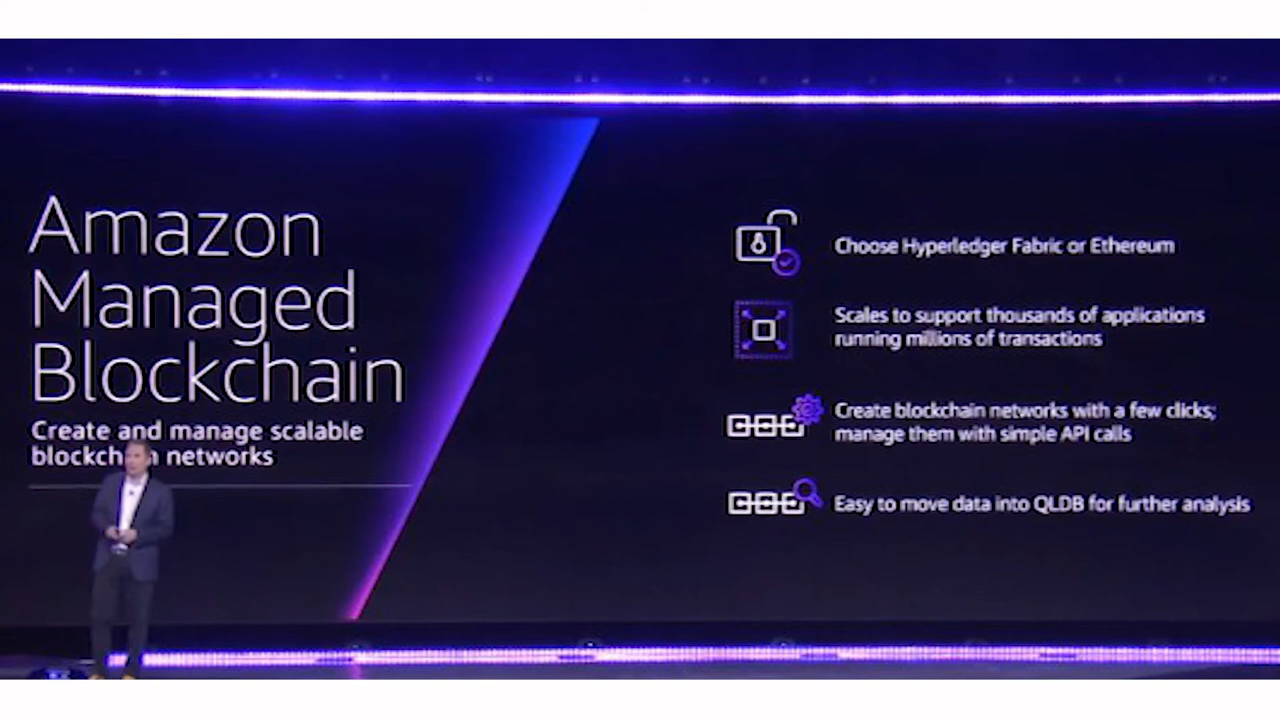 Amazon
Managed
Blockchain
Create and manage scalable
networks
Choose Hyperledger Fabric or Ethereum
Scales to support thousands of applications
running millions of transactions
Create blockchain networks with a few clicks;
manage them with simple API calls
Easy to move data into QLDB for further analysis